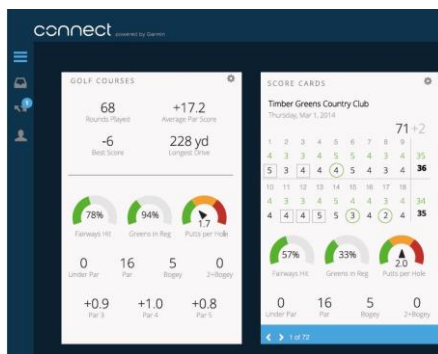 connect powered by Garmin
1
GOLF COURSES
68 +17.2
Rounds Played Average Par Score
-6 228 yd
Best Score Longest Drive
78% 94% 1.7
Fairways Hit Greens in Reg Putts per Hole
0 16 5 0
Under Par Par Bogey 2+Bogey
+0.9 +1.0 +0.8
Par 3 Par 4 Par 5
SCORE CARDS
Timber Greens Country Club
Thursday, Mar 1, 2014
71+2
1 2 3 4 5 6 7 8 9
4 3 3 4 5 5 4 3 4 35
5 3 4 4 4 5 4 3 4 36
10 11 12 13 14 15 16 17 18
4 3 4 4 5 4 3 4 34
4 4 4 5 5 3 4 2 4 35
57% 33% 2.0
Fairways Hit Greens in Reg Putts per Hole
0 16 5 0
Under Par Par Bogey 2+Bogey
1 of 72